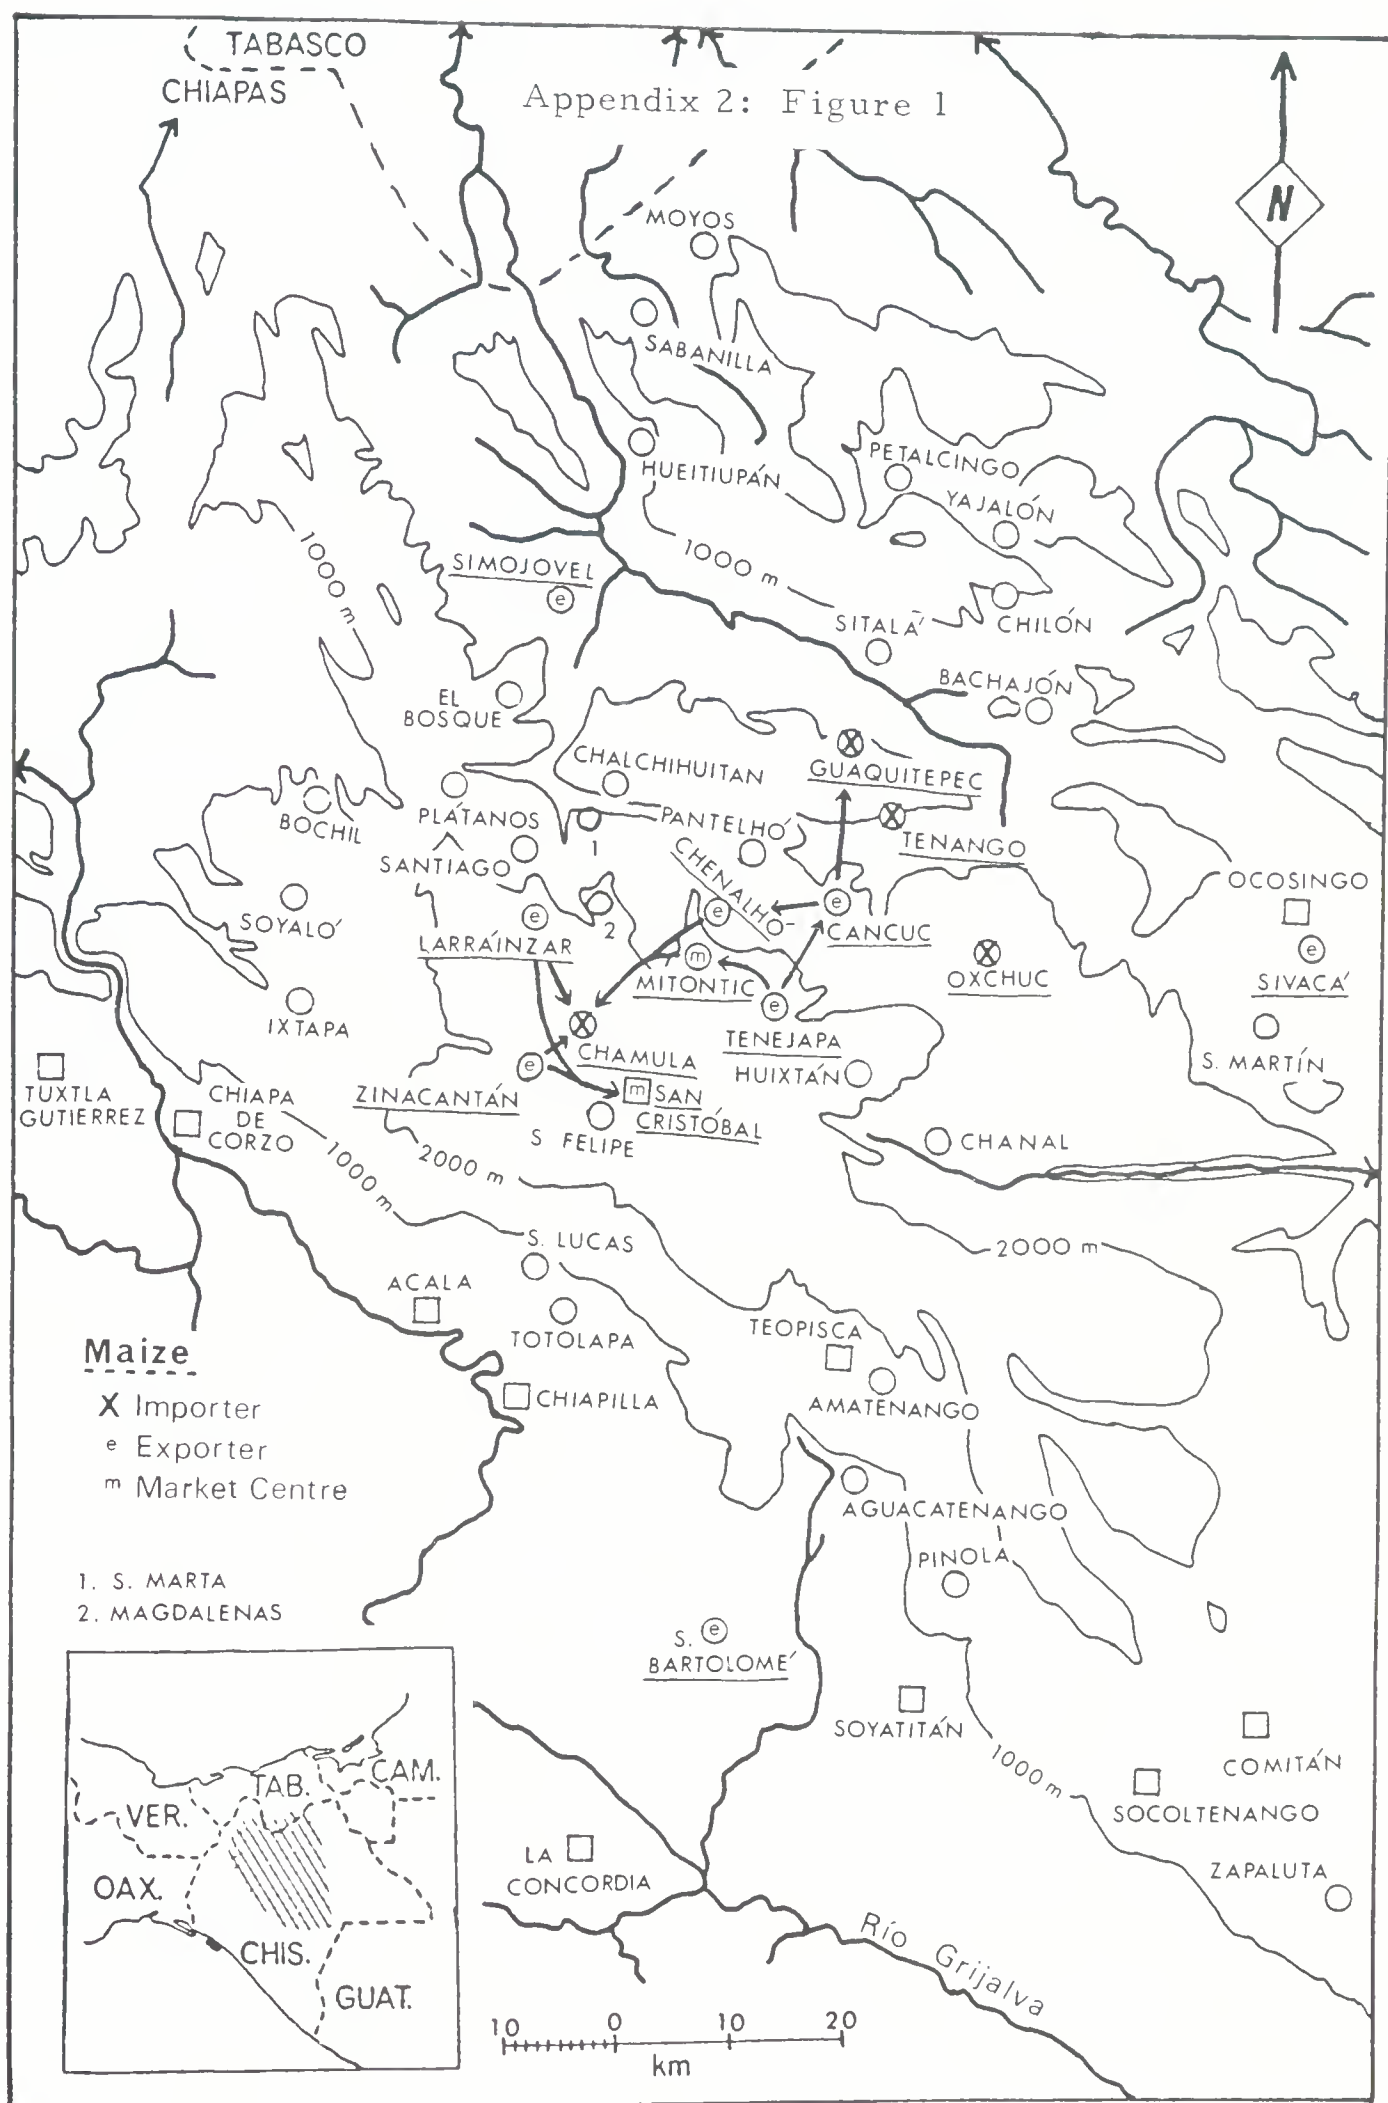 TABASCO
CHIAPAS
Appendix 2: Figure 1
N
MOYOS
SABANILLA
HUEITIUPÁN
PETALCINGO
YAJALÓN
1000 m
1000 m
SIMOJOVEL
e
SITALÁ
CHILÓN
BACHAJÓN
EL
BOSQUE
X
GUAQUITEPEC
CHALCHIHUITAN
BOCHIL
PLÁTANOS
1
PANTELHÓ
X
TENANGO
SANTIAGO
CHENALHÓ
e
OCOSINGO
SOYALÓ
e
LARRÁINZAR
2
e
CANCUC
m
MITONTIC
X
OXCHUC
e
SIVACÁ
IXTAPA
X
CHAMULA
e
TENEJAPA
HUIXTÁN
S. MARTÍN
TUXTLA
GUTIERREZ
CHIAPA
DE
CORZO
e
ZINACANTÁN
m SAN
CRISTÓBAL
S FELIPE
CHANAL
1000 m
2000 m
2000 m
S. LUCAS
ACALA
TOTOLAPA
TEOPISCA
AMATENANGO
CHIAPILLA
Maize
X Importer
e Exporter
m Market Centre
AGUACATENANGO
PINOLA
1. S. MARTA
2. MAGDALENAS
S. e
BARTOLOMÉ
SOYATITÁN
1000 m
COMITÁN
SOCOLTENANGO
ZAPALUTA
LA
CONCORDIA
Río Grijalva
TAB.
CAM.
VER.
OAX.
CHIS.
GUAT.
10 0 10 20
km